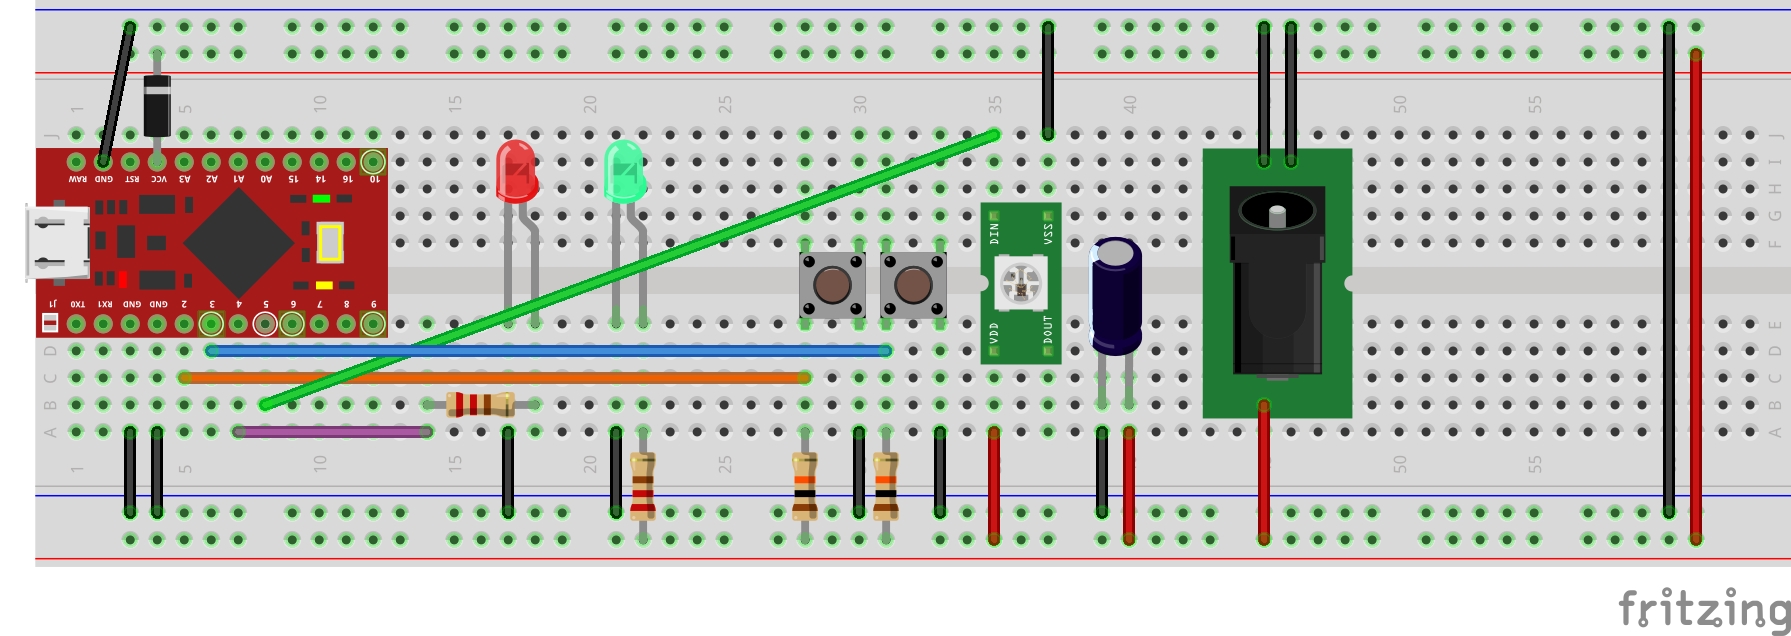 1 5 10 15 20 25 30 35 40 50 55
J J
I
H
G
F
RAW GND RST VCC A3 A2 A1 A0 15 14 16 10
DIN VSS
J1 TX0 RX1 GND GND 2 3 4 5 6 7 8 9
VDD DOUT
E
D D
C C
B B
A A
1 5 10 15 20 25 50 55
fritzing